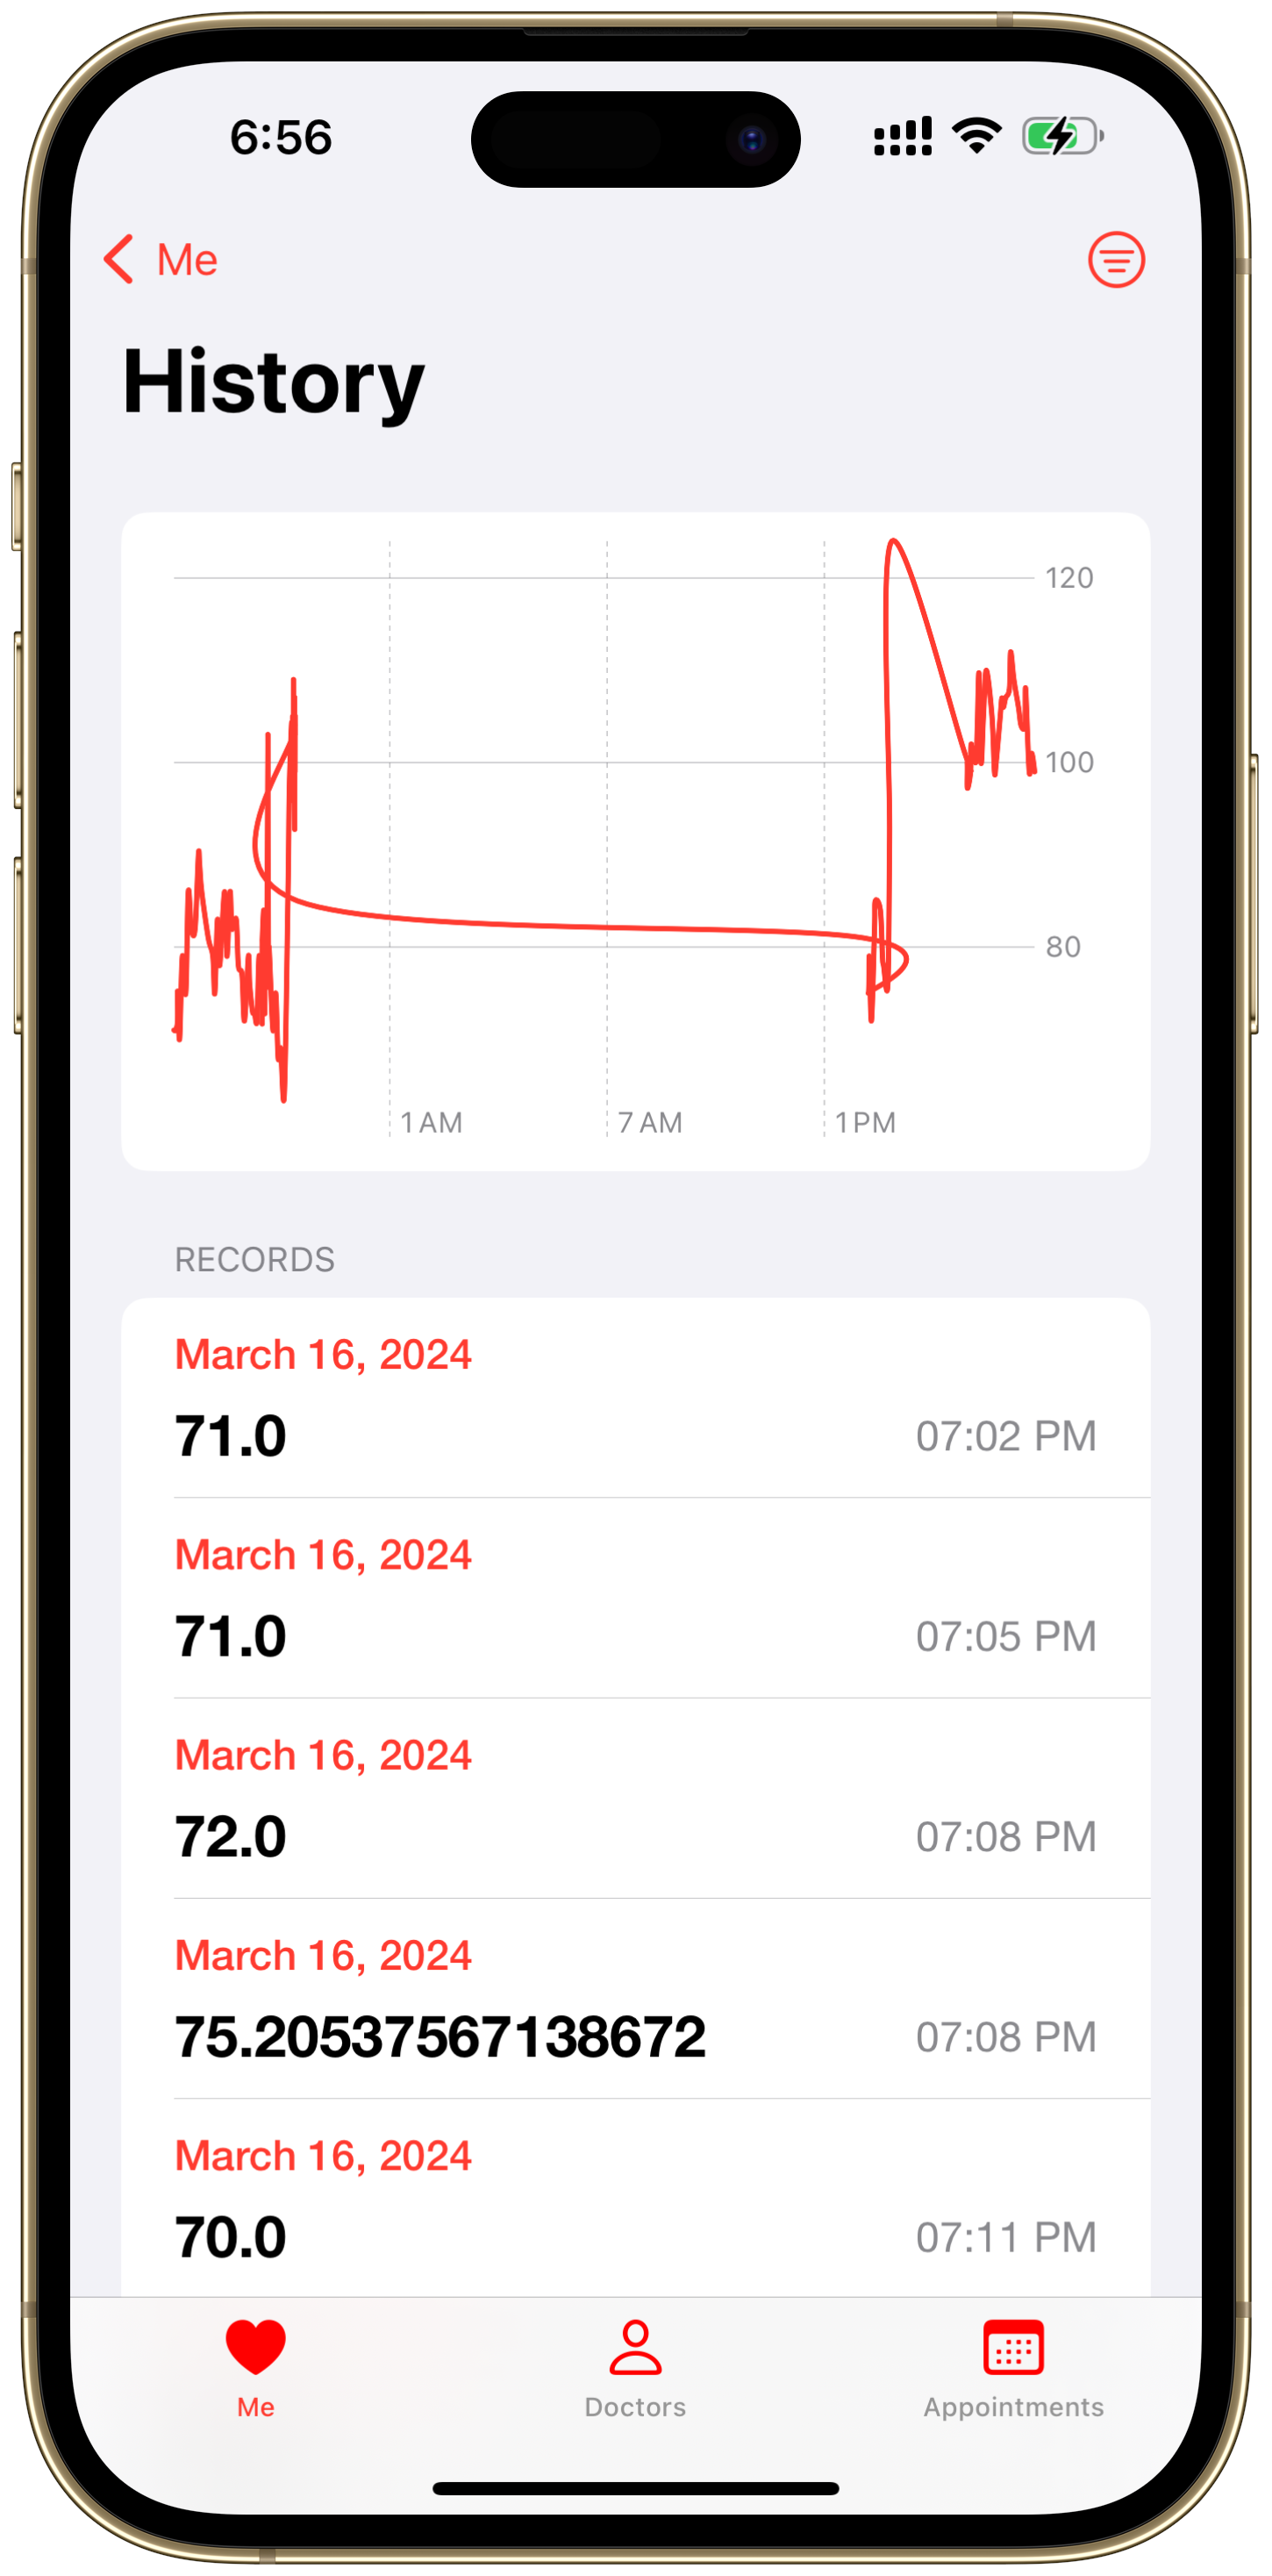 6:56
Me
History
120
100
80
1 AM
7 AM
1 PM
RECORDS
March 16, 2024
71.0
07:02 PM
March 16, 2024
71.0
07:05 PM
March 16, 2024
72.0
07:08 PM
March 16, 2024
75.20537567138672
07:08 PM
March 16, 2024
70.0
07:11 PM
Me
Doctors
Appointments